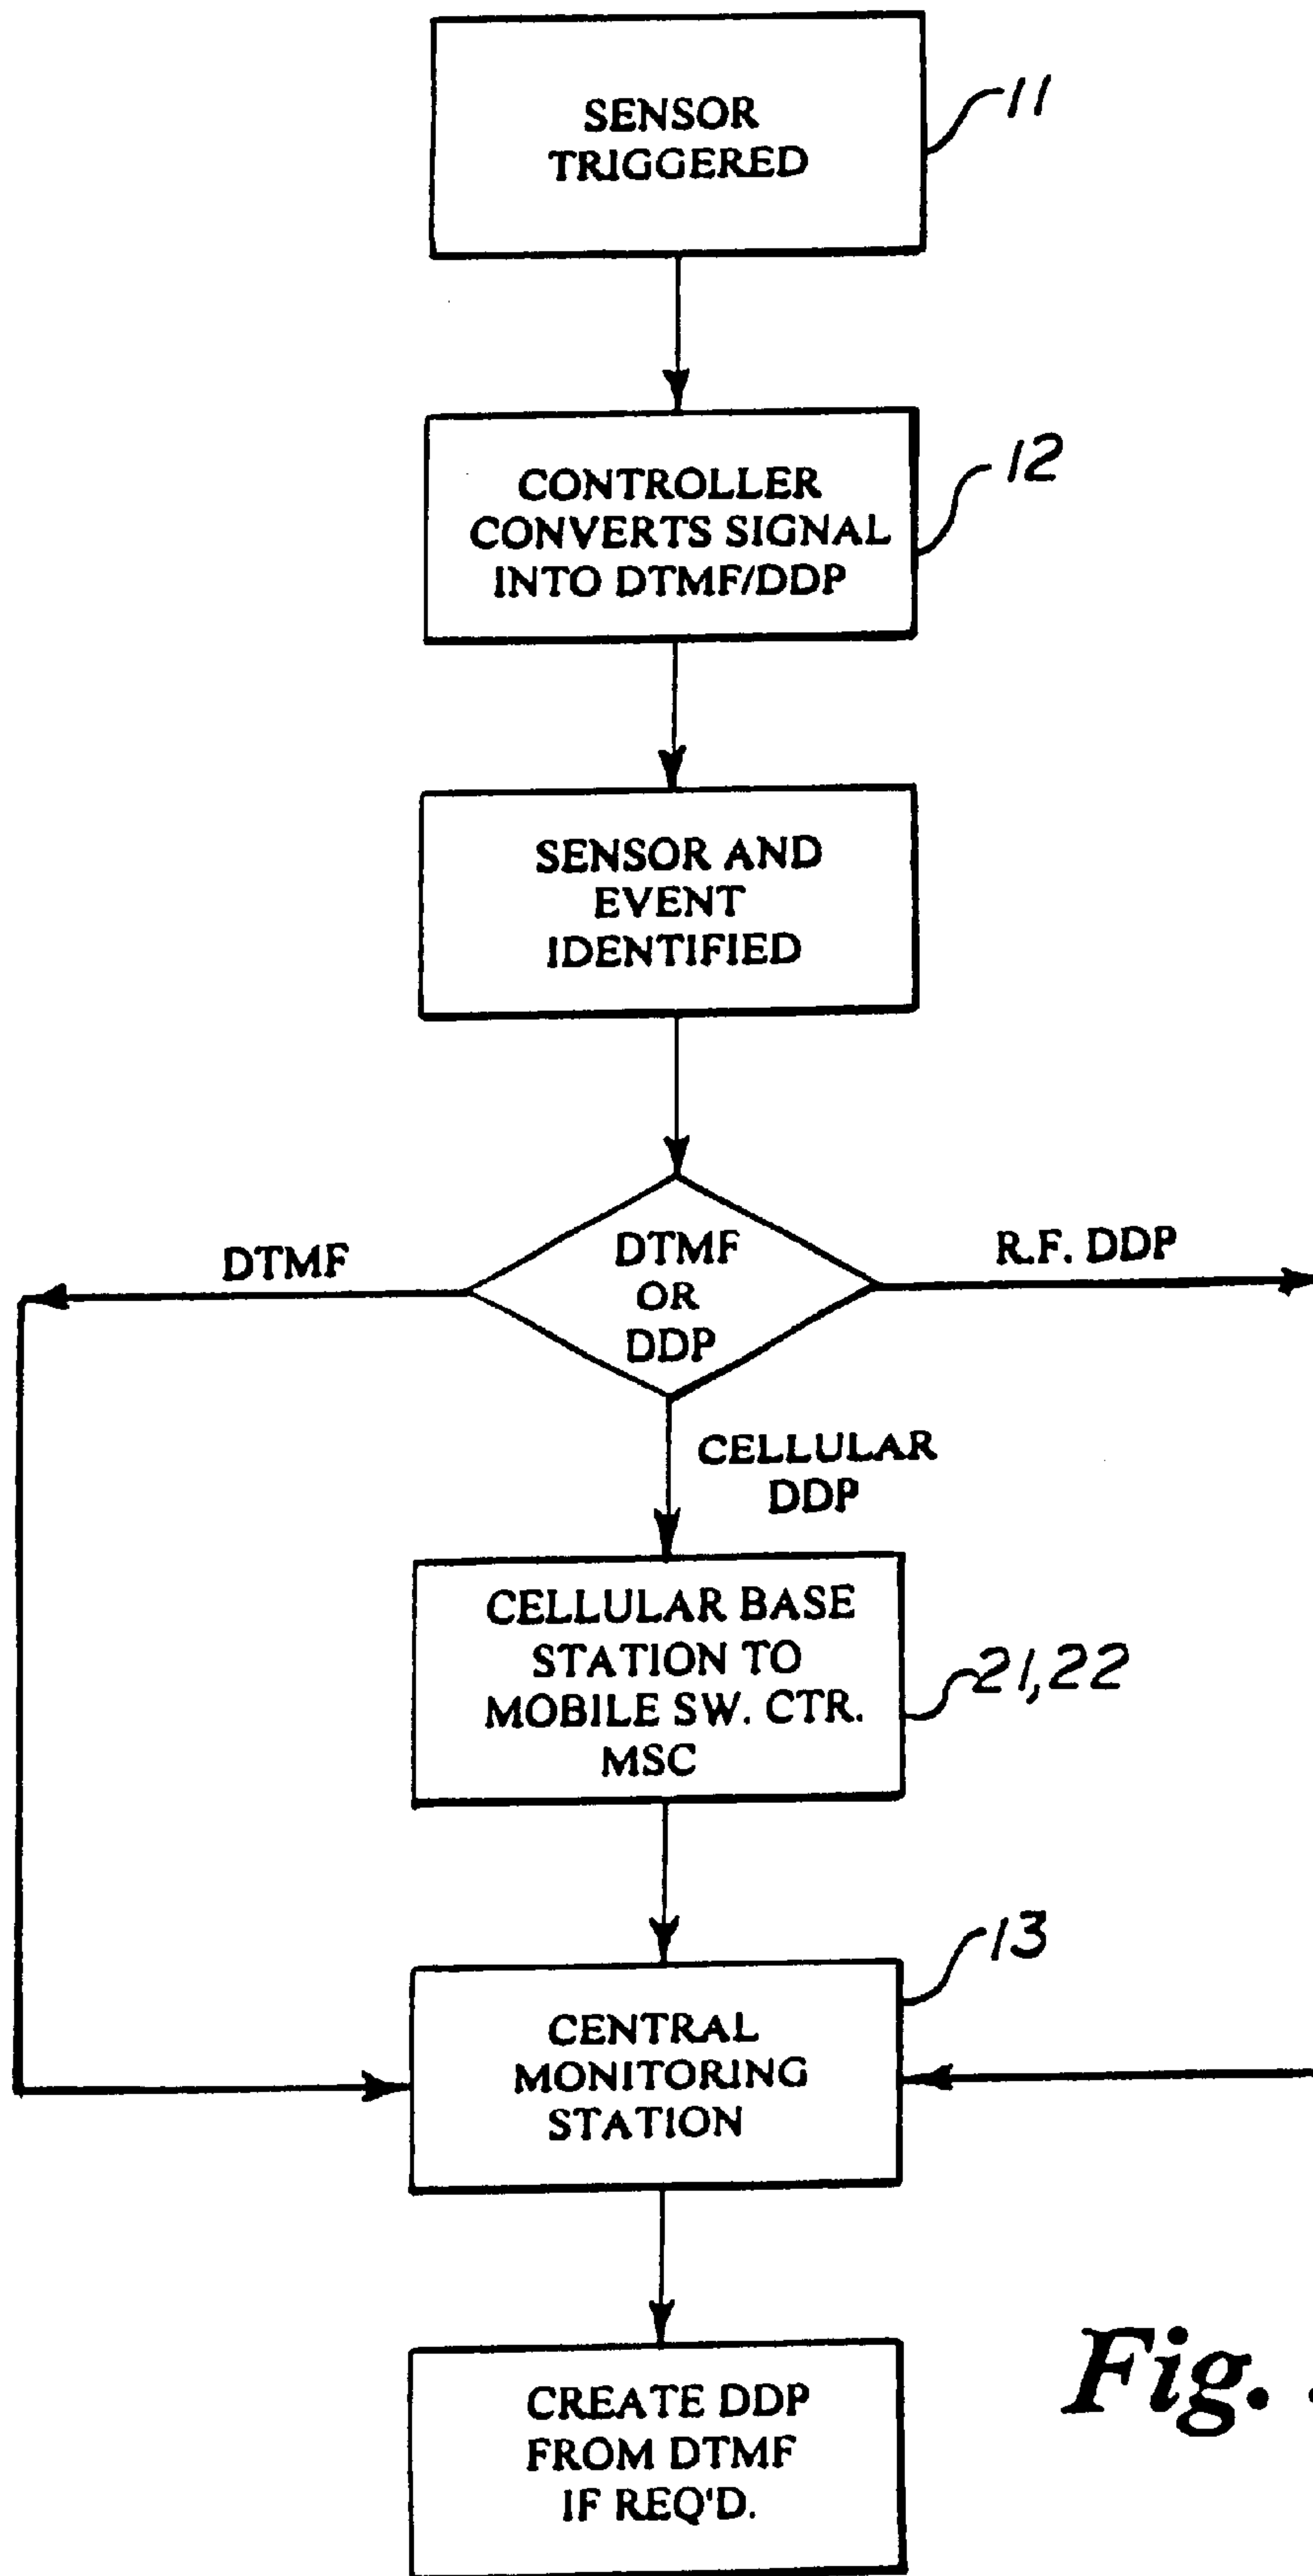 SENSOR
TRIGGERED
11
CONTROLLER
CONVERTS SIGNAL
INTO DTMF/DDP
12
SENSOR AND
EVENT
IDENTIFIED
DTMF
DTMF
OR
DDP
R.F. DDP
CELLULAR
DDP
CELLULAR BASE
STATION TO
MOBILE SW. CTR.
MSC
21,22
CENTRAL
MONITORING
STATION
13
CREATE DDP
FROM DTMF
IF REQ'D.
Fig.